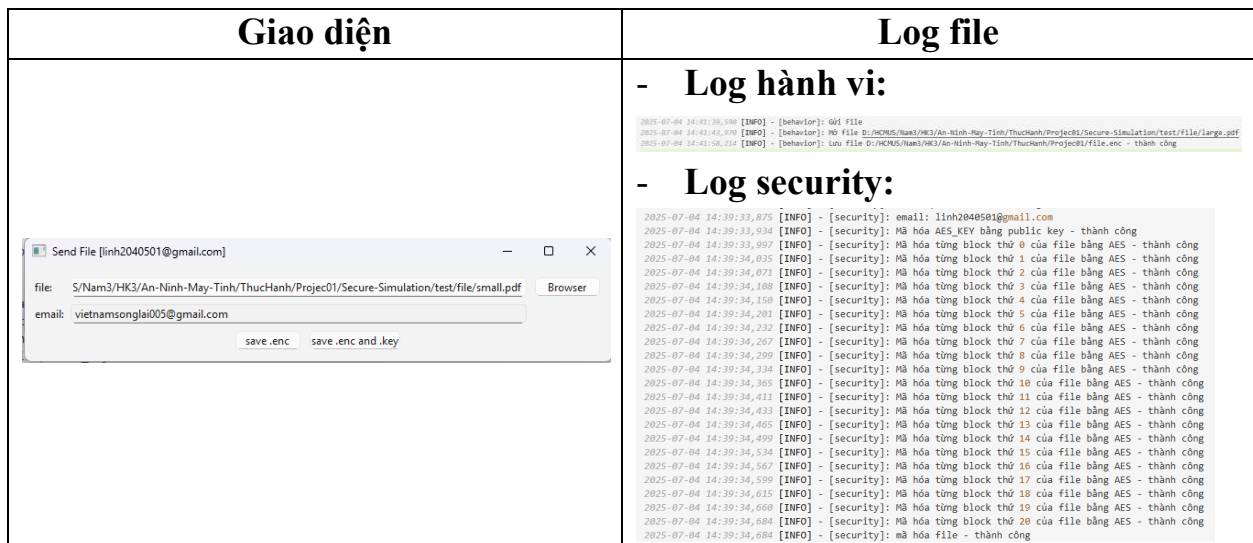 Giao diện
Log file
- Log hành vi:
2025-07-04 14:41:39,590 [INFO] - [behavior]: Gửi File
2025-07-04 14:41:43,970 [INFO] - [behavior]: Mở file D:/HCMUS/Nam3/HK3/An-Ninh-May-Tinh/ThucHanh/Projec01/Secure-Simulation/test/file/large.pdf
2025-07-04 14:41:58,214 [INFO] - [behavior]: Lưu file D:/HCMUS/Nam3/HK3/An-Ninh-May-Tinh/ThucHanh/Projec01/file.enc - thành công
- Log security:
2025-07-04 14:39:33,875 [INFO] - [security]: email: linh2040501@gmail.com
2025-07-04 14:39:33,934 [INFO] - [security]: Mã hóa AES_KEY bằng public key - thành công
2025-07-04 14:39:33,997 [INFO] - [security]: Mã hóa từng block thứ 0 của file bằng AES - thành công
2025-07-04 14:39:34,035 [INFO] - [security]: Mã hóa từng block thứ 1 của file bằng AES - thành công
2025-07-04 14:39:34,071 [INFO] - [security]: Mã hóa từng block thứ 2 của file bằng AES - thành công
2025-07-04 14:39:34,108 [INFO] - [security]: Mã hóa từng block thứ 3 của file bằng AES - thành công
2025-07-04 14:39:34,150 [INFO] - [security]: Mã hóa từng block thứ 4 của file bằng AES - thành công
2025-07-04 14:39:34,201 [INFO] - [security]: Mã hóa từng block thứ 5 của file bằng AES - thành công
2025-07-04 14:39:34,232 [INFO] - [security]: Mã hóa từng block thứ 6 của file bằng AES - thành công
2025-07-04 14:39:34,267 [INFO] - [security]: Mã hóa từng block thứ 7 của file bằng AES - thành công
2025-07-04 14:39:34,299 [INFO] - [security]: Mã hóa từng block thứ 8 của file bằng AES - thành công
2025-07-04 14:39:34,334 [INFO] - [security]: Mã hóa từng block thứ 9 của file bằng AES - thành công
2025-07-04 14:39:34,365 [INFO] - [security]: Mã hóa từng block thứ 10 của file bằng AES - thành công
2025-07-04 14:39:34,411 [INFO] - [security]: Mã hóa từng block thứ 11 của file bằng AES - thành công
2025-07-04 14:39:34,433 [INFO] - [security]: Mã hóa từng block thứ 12 của file bằng AES - thành công
2025-07-04 14:39:34,465 [INFO] - [security]: Mã hóa từng block thứ 13 của file bằng AES - thành công
2025-07-04 14:39:34,499 [INFO] - [security]: Mã hóa từng block thứ 14 của file bằng AES - thành công
2025-07-04 14:39:34,534 [INFO] - [security]: Mã hóa từng block thứ 15 của file bằng AES - thành công
2025-07-04 14:39:34,567 [INFO] - [security]: Mã hóa từng block thứ 16 của file bằng AES - thành công
2025-07-04 14:39:34,599 [INFO] - [security]: Mã hóa từng block thứ 17 của file bằng AES - thành công
2025-07-04 14:39:34,615 [INFO] - [security]: Mã hóa từng block thứ 18 của file bằng AES - thành công
2025-07-04 14:39:34,660 [INFO] - [security]: Mã hóa từng block thứ 19 của file bằng AES - thành công
2025-07-04 14:39:34,684 [INFO] - [security]: Mã hóa từng block thứ 20 của file bằng AES - thành công
2025-07-04 14:39:34,684 [INFO] - [security]: mã hóa file - thành công
Send File [linh2040501@gmail.com]
file: S/Nam3/HK3/An-Ninh-May-Tinh/ThucHanh/Projec01/Secure-Simulation/test/file/small.pdf Browser
email: vietnamsonglai005@gmail.com
save .enc save .enc and .key